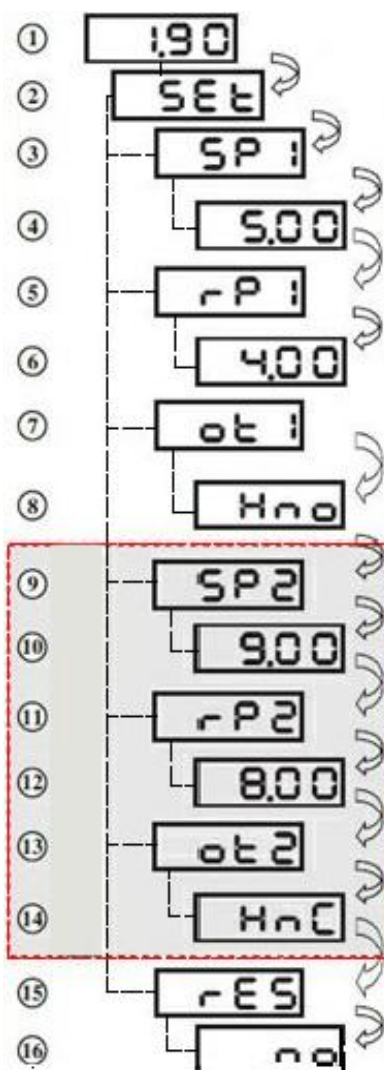 ① 1.90
② SEt
③ SP1
④ 5.00
⑤ rP1
⑥ 4.00
⑦ ot1
⑧ Hno
⑨ SP2
⑩ 9.00
⑪ rP2
⑫ 8.00
⑬ ot2
⑭ HnC
⑮ rES
⑯ no